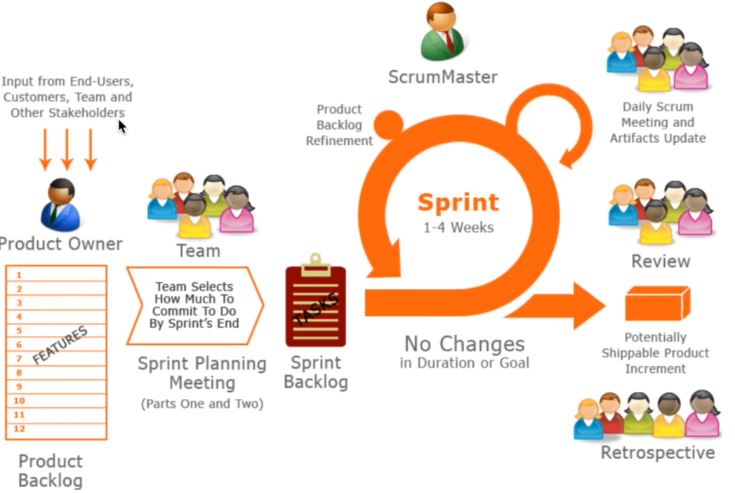 Input from End-Users,
Customers, Team and
Other Stakeholders
Product Owner
1
2
3
4
5
6
7
8
9
10
11
12
FEATURES
Product
Backlog
Team
Team Selects
How Much To
Commit To Do
By Sprint's End
Sprint Planning
Meeting
(Parts One and Two)
TASKS
Sprint
Backlog
ScrumMaster
Product
Backlog
Refinement
Sprint
1-4 Weeks
No Changes
in Duration or Goal
Daily Scrum
Meeting and
Artifacts Update
Review
Potentially
Shippable Product
Increment
Retrospective